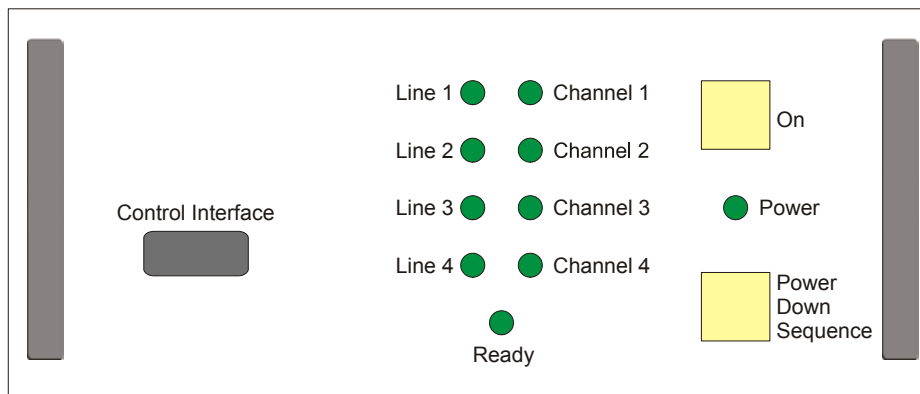 Line 1
Channel 1
On
Line 2
Channel 2
Line 3
Channel 3
Power
Control Interface
Line 4
Channel 4
Power
Down
Sequence
Ready